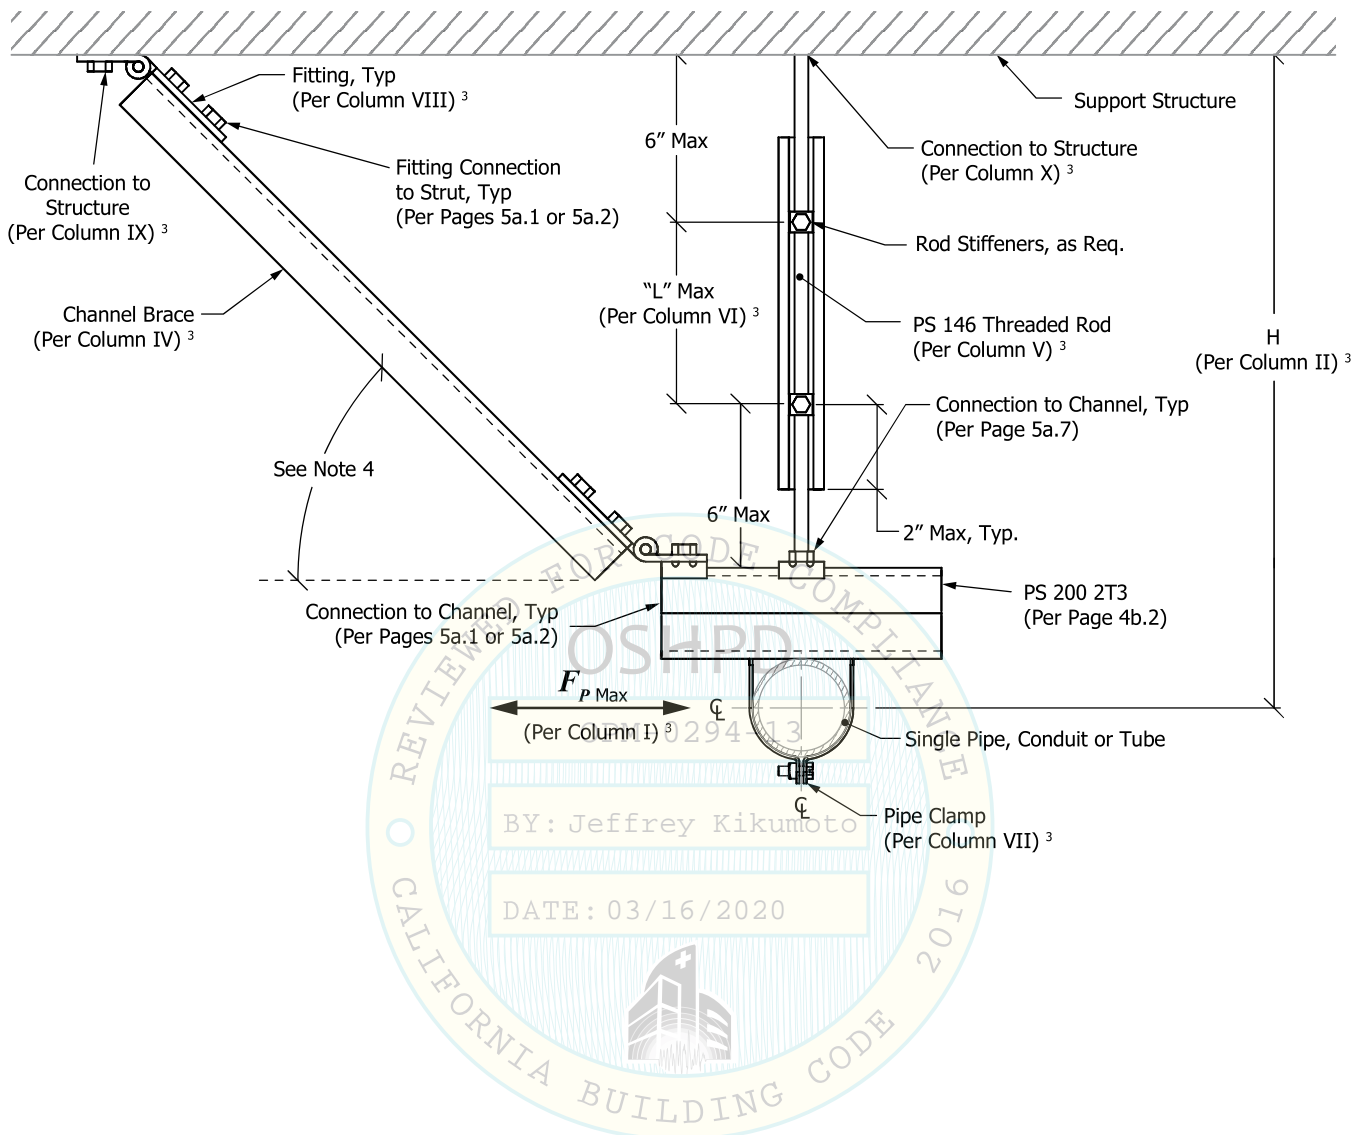 Fitting, Typ
(Per Column VIII) 3
Support Structure
6” Max
Connection to Structure
(Per Column X) 3
Fitting Connection
to Strut, Typ
(Per Pages 5a.1 or 5a.2)
Connection to
Structure
(Per Column IX) 3
Rod Stiffeners, as Req.
“L” Max
(Per Column VI) 3
Channel Brace
(Per Column IV) 3
PS 146 Threaded Rod
(Per Column V) 3
H
(Per Column II) 3
Connection to Channel, Typ
(Per Page 5a.7)
See Note 4
6” Max
2” Max, Typ.
PS 200 2T3
(Per Page 4b.2)
Connection to Channel, Typ
(Per Pages 5a.1 or 5a.2)
REVIEWED FOR CODE COMPLIANCE
OSHPD
FP Max
(Per Column I) 3
OPM-0294-13
℄
Single Pipe, Conduit or Tube
℄
Pipe Clamp
(Per Column VII) 3
BY: Jeffrey Kikumoto
DATE: 03/16/2020
CALIFORNIA BUILDING CODE 2016